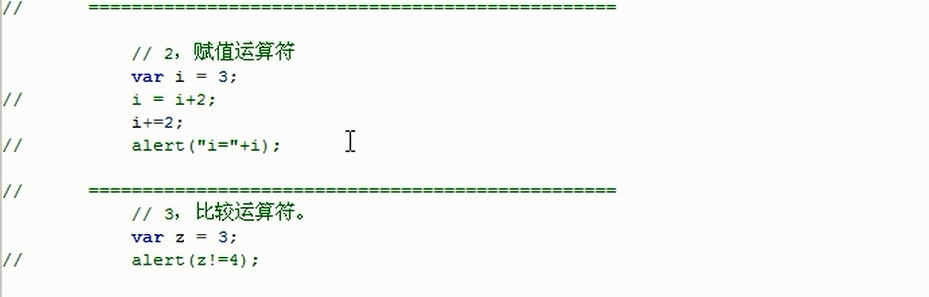 // =================================================
// 2，赋值运算符
var i = 3;
// i = i+2;
i+=2;
// alert("i="+i);
// =================================================
// 3，比较运算符。
var z = 3;
// alert(z!=4);